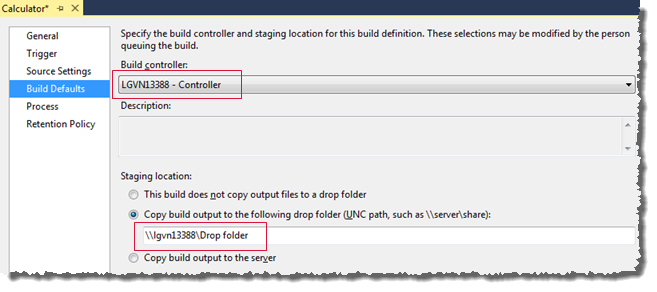 Calculator*
General
Trigger
Source Settings
Build Defaults
Process
Retention Policy
Specify the build controller and staging location for this build definition. These selections may be modified by the person
queuing the build.
Build controller:
LGVN13388 - Controller
Description:
Staging location:
This build does not copy output files to a drop folder
Copy build output to the following drop folder (UNC path, such as \\server\share):
\\lgvn13388\Drop folder
Copy build output to the server